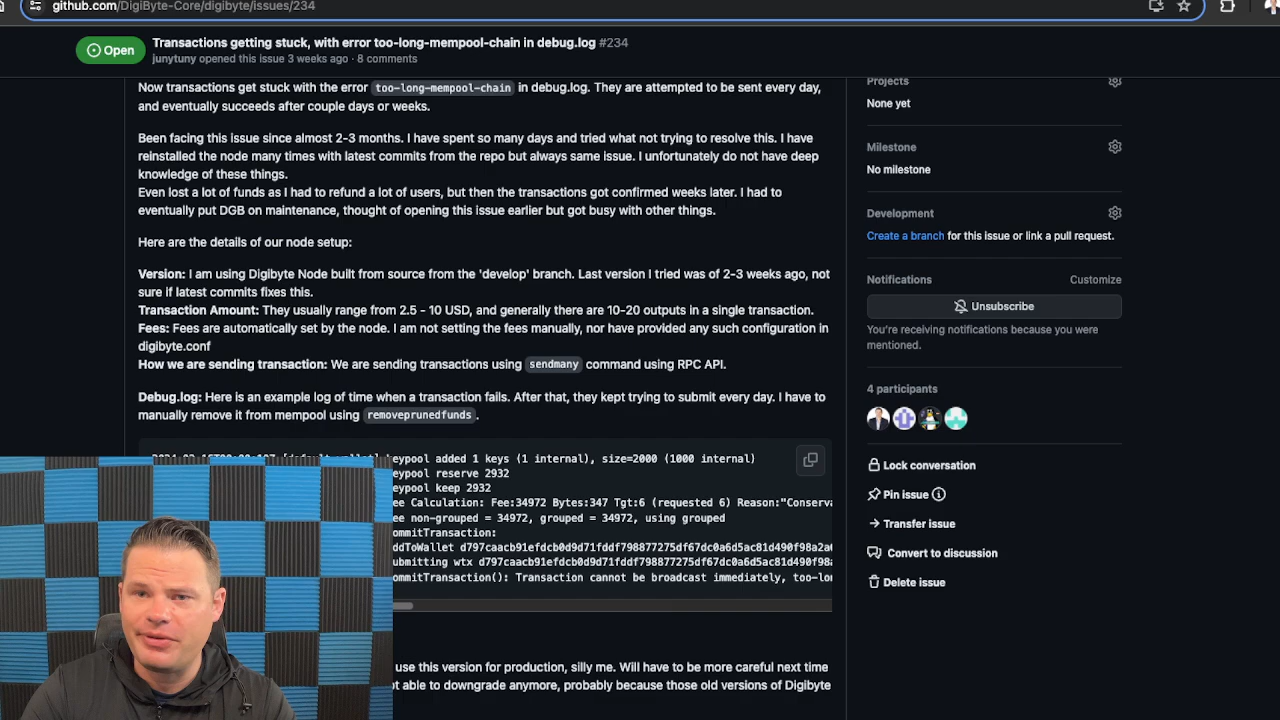 github.com/DigiByte-Core/digibyte/issues/234
Open
Transactions getting stuck, with error too-long-mempool-chain in debug.log #234
junytuny opened this issue 3 weeks ago · 8 comments
Now transactions get stuck with the error too-long-mempool-chain in debug.log. They are attempted to be sent every day,
and eventually succeeds after couple days or weeks.
Been facing this issue since almost 2-3 months. I have spent so many days and tried what not trying to resolve this. I have
reinstalled the node many times with latest commits from the repo but always same issue. I unfortunately do not have deep
knowledge of these things.
Even lost a lot of funds as I had to refund a lot of users, but then the transactions got confirmed weeks later. I had to
eventually put DGB on maintenance, thought of opening this issue earlier but got busy with other things.
Here are the details of our node setup:
Version: I am using Digibyte Node built from source from the 'develop' branch. Last version I tried was of 2-3 weeks ago, not
sure if latest commits fixes this.
Transaction Amount: They usually range from 2.5 - 10 USD, and generally there are 10-20 outputs in a single transaction.
Fees: Fees are automatically set by the node. I am not setting the fees manually, nor have provided any such configuration in
digibyte.conf
How we are sending transaction: We are sending transactions using sendmany command using RPC API.
Debug.log: Here is an example log of time when a transaction fails. After that, they kept trying to submit every day. I have to
manually remove it from mempool using removeprunedfunds.
keypool added 1 keys (1 internal), size=2000 (1000 internal)
eypool reserve 2932
eypool keep 2932
ee Calculation: Fee:34972 Bytes:347 Tgt:6 (requested 6) Reason:"Conserva
ee non-grouped = 34972, grouped = 34972, using grouped
ommitTransaction:
ddToWallet d797caacb91efdcb0d9d71fddf798877275df67dc0a6d5ac81d490f98a2a
ubmitting wtx d797caacb91efdcb0d9d71fddf798877275df67dc0a6d5ac81d490f98a
ommitTransaction(): Transaction cannot be broadcast immediately, too-lon
use this version for production, silly me. Will have to be more careful next time
t able to downgrade anymore, probably because those old versions of Digibyte
Projects
None yet
Milestone
No milestone
Development
Create a branch for this issue or link a pull request.
Notifications
Customize
Unsubscribe
You're receiving notifications because you were
mentioned.
4 participants
Lock conversation
Pin issue
Transfer issue
Convert to discussion
Delete issue